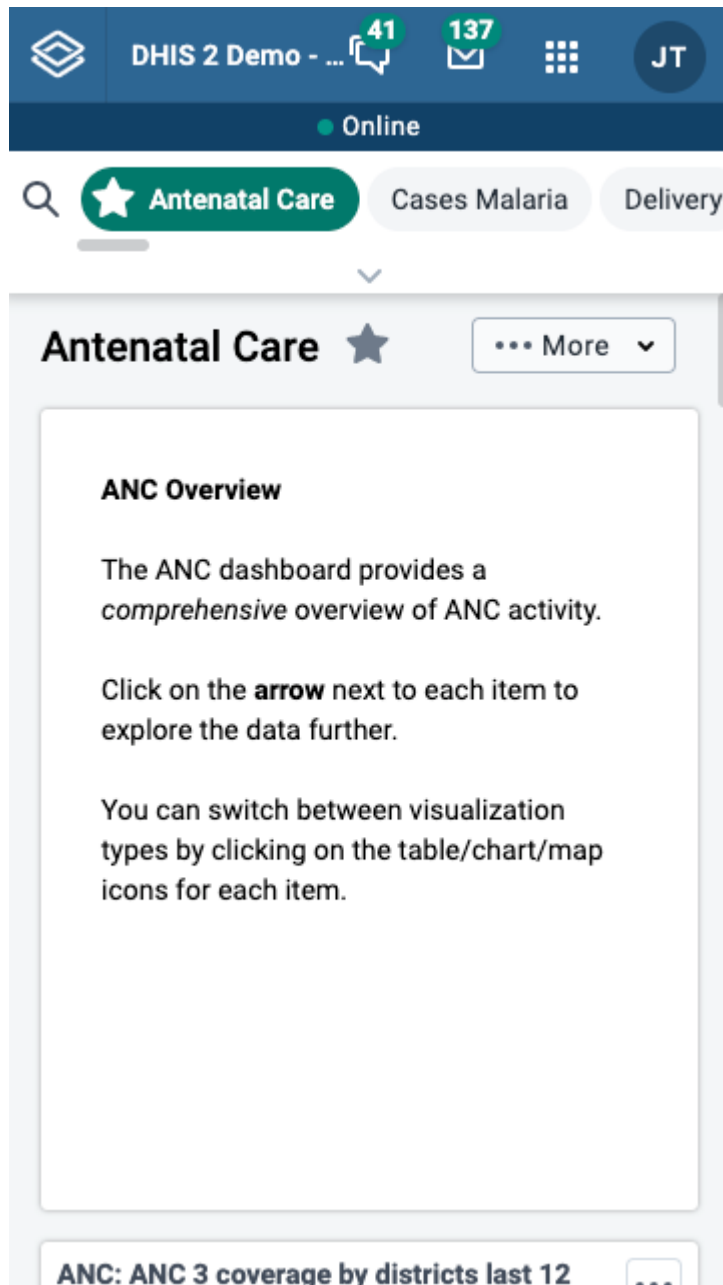 41 137
DHIS 2 Demo - ... JT
Online
Antenatal Care Cases Malaria Delivery
Antenatal Care ••• More
ANC Overview
The ANC dashboard provides a
comprehensive overview of ANC activity.
Click on the arrow next to each item to
explore the data further.
You can switch between visualization
types by clicking on the table/chart/map
icons for each item.
ANC: ANC 3 coverage by districts last 12